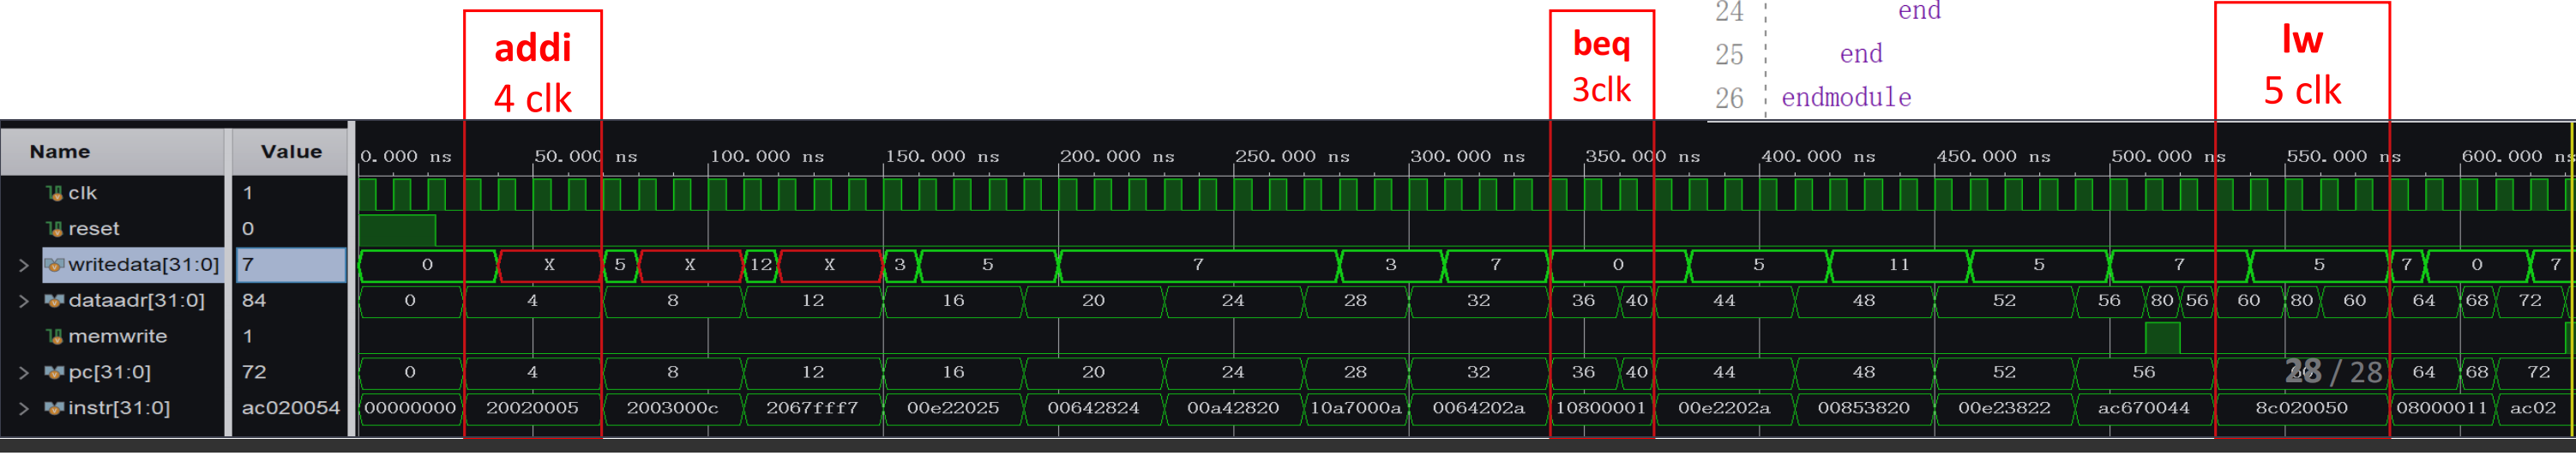 addi
4 clk
beq
3clk
24 end
25 end
26 endmodule
lw
5 clk
Name Value 0.000 ns 50.000 ns 100.000 ns 150.000 ns 200.000 ns 250.000 ns 300.000 ns 350.000 ns 400.000 ns 450.000 ns 500.000 ns 550.000 ns 600.000 ns
clk 1
reset 0
writedata[31:0] 7 0 X 5 X 12 X 3 5 7 3 7 0 5 11 5 7 5 7 0 7
dataadr[31:0] 84 0 4 8 12 16 20 24 28 32 36 40 44 48 52 56 80 56 60 80 60 64 68 72
memwrite 1
pc[31:0] 72 0 4 8 12 16 20 24 28 32 36 40 44 48 52 56 64 68 72
28 / 28
instr[31:0] ac020054 00000000 20020005 2003000c 2067fff7 00e22025 00642824 00a42820 10a7000a 0064202a 10800001 00e2202a 00853820 00e23822 ac670044 8c020050 08000011 ac02